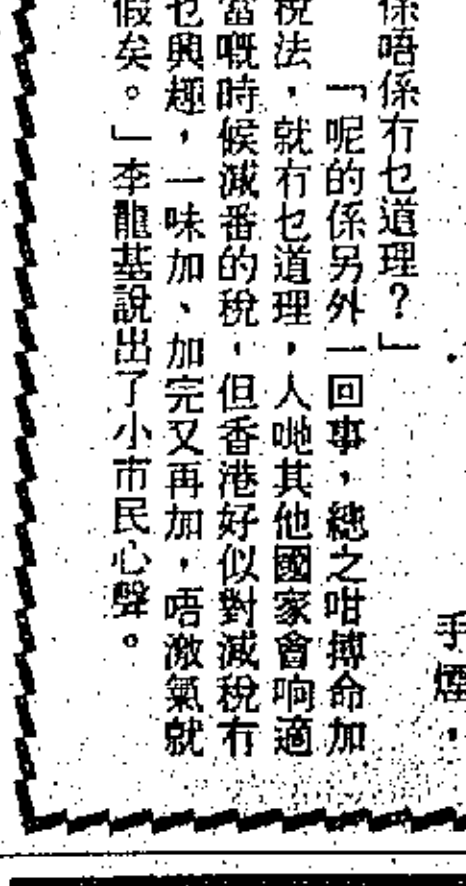 手煙，
係唔係冇乜道理？」
「呢的係另外一回事，總之咁搏命加
稅法，就冇乜道理，人哋其他國家會响適
當嘅時候減番的稅，但香港好似對減稅冇
乜興趣，一味加、加完又再加，唔激氣就
假矣。」李龍基說出了小市民心聲。